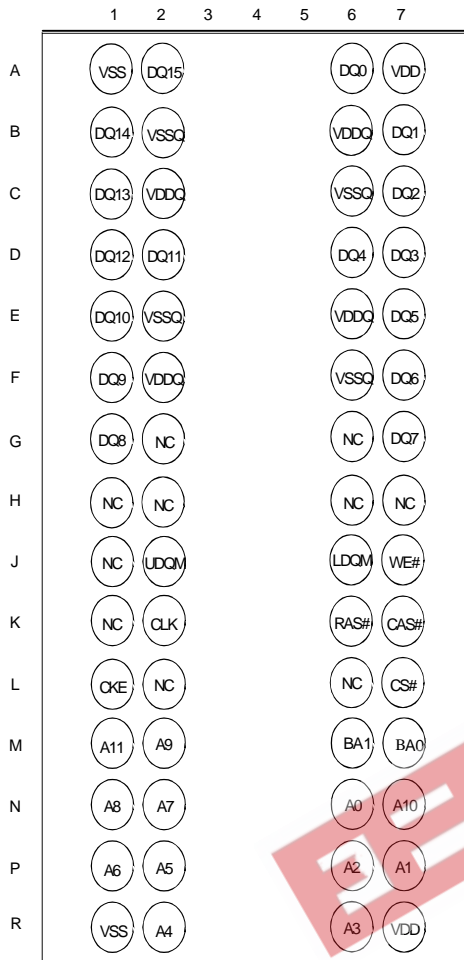 1 2 3 4 5 6 7
A VSS DQ15 DQ0 VDD
B DQ14 VSSQ VDDQ DQ1
C DQ13 VDDQ VSSQ DQ2
D DQ12 DQ11 DQ4 DQ3
E DQ10 VSSQ VDDQ DQ5
F DQ9 VDDQ VSSQ DQ6
G DQ8 NC NC DQ7
H NC NC NC NC
J NC UDQM LDQM WE#
K NC CLK RAS# CAS#
L CKE NC NC CS#
M A11 A9 BA1 BA0
N A8 A7 A0 A10
P A6 A5 A2 A1
R VSS A4 A3 VDD